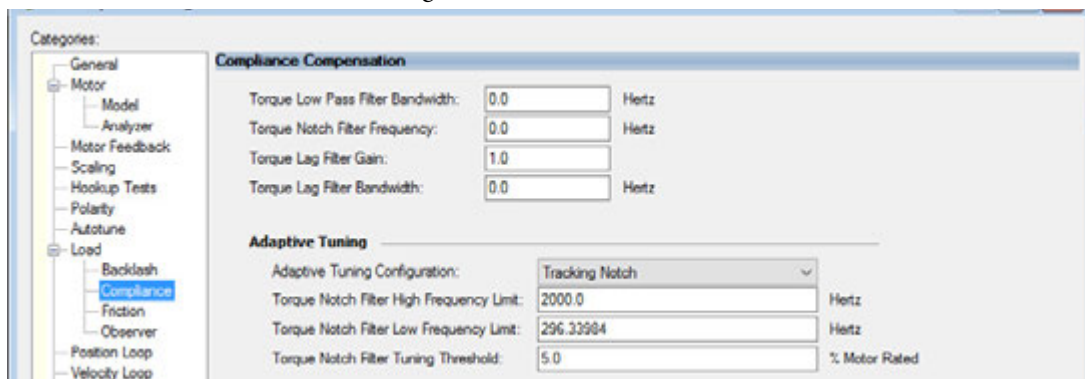 Categories:
General
Motor
Model
Analyzer
Motor Feedback
Scaling
Hookup Tests
Polarity
Autotune
Load
Backlash
Compliance
Friction
Observer
Position Loop
Velocity Loop
Compliance Compensation
Torque Low Pass Filter Bandwidth: 0.0 Hertz
Torque Notch Filter Frequency: 0.0 Hertz
Torque Lag Filter Gain: 1.0
Torque Lag Filter Bandwidth: 0.0 Hertz
Adaptive Tuning
Adaptive Tuning Configuration: Tracking Notch
Torque Notch Filter High Frequency Limit: 2000.0 Hertz
Torque Notch Filter Low Frequency Limit: 296.33984 Hertz
Torque Notch Filter Tuning Threshold: 5.0 % Motor Rated